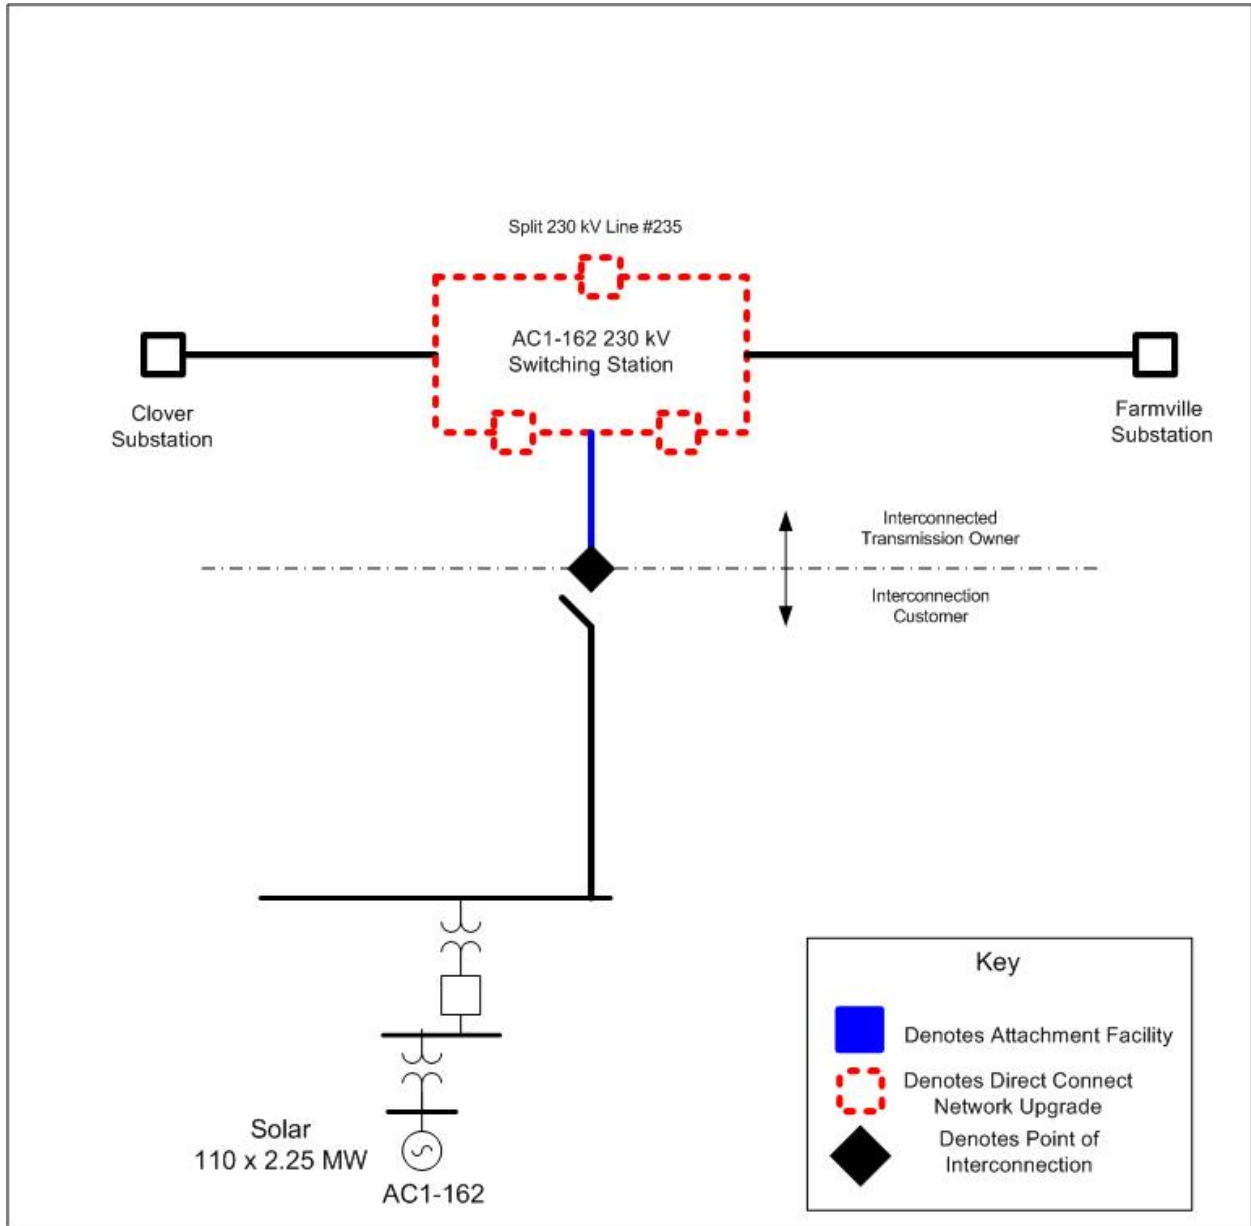 Split 230 kV Line #235
AC1-162 230 kV
Switching Station
Clover
Substation
Farmville
Substation
Interconnected
Transmission Owner
Interconnection
Customer
Solar
110 x 2.25 MW
AC1-162
Key
Denotes Attachment Facility
Denotes Direct Connect
Network Upgrade
Denotes Point of
Interconnection